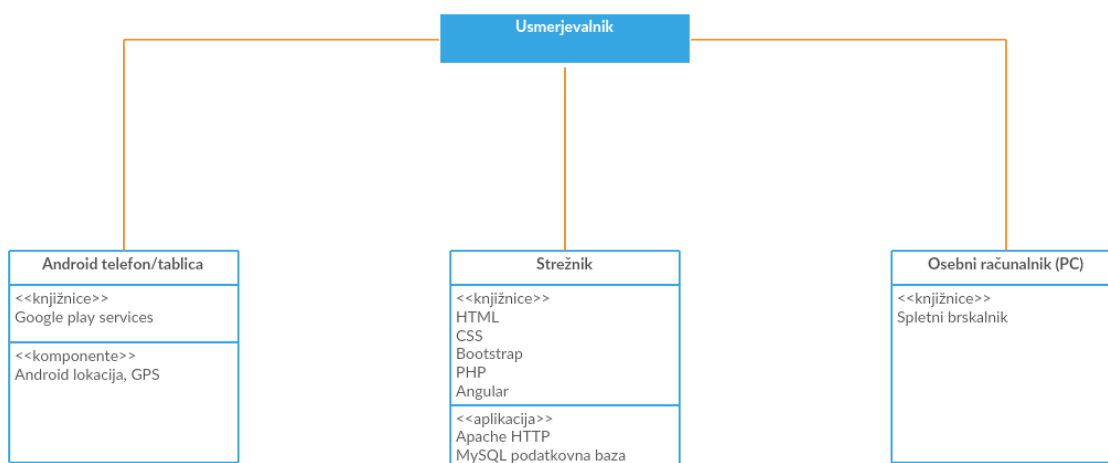 Usmerjevalnik
Android telefon/tablica
<<knjižnice>>
Google play services
<<komponente>>
Android lokacija, GPS
Strežnik
<<knjižnice>>
HTML
CSS
Bootstrap
PHP
Angular
<<aplikacija>>
Apache HTTP
MySQL podatkovna baza
Osebni računalnik (PC)
<<knjižnice>>
Spletni brskalnik